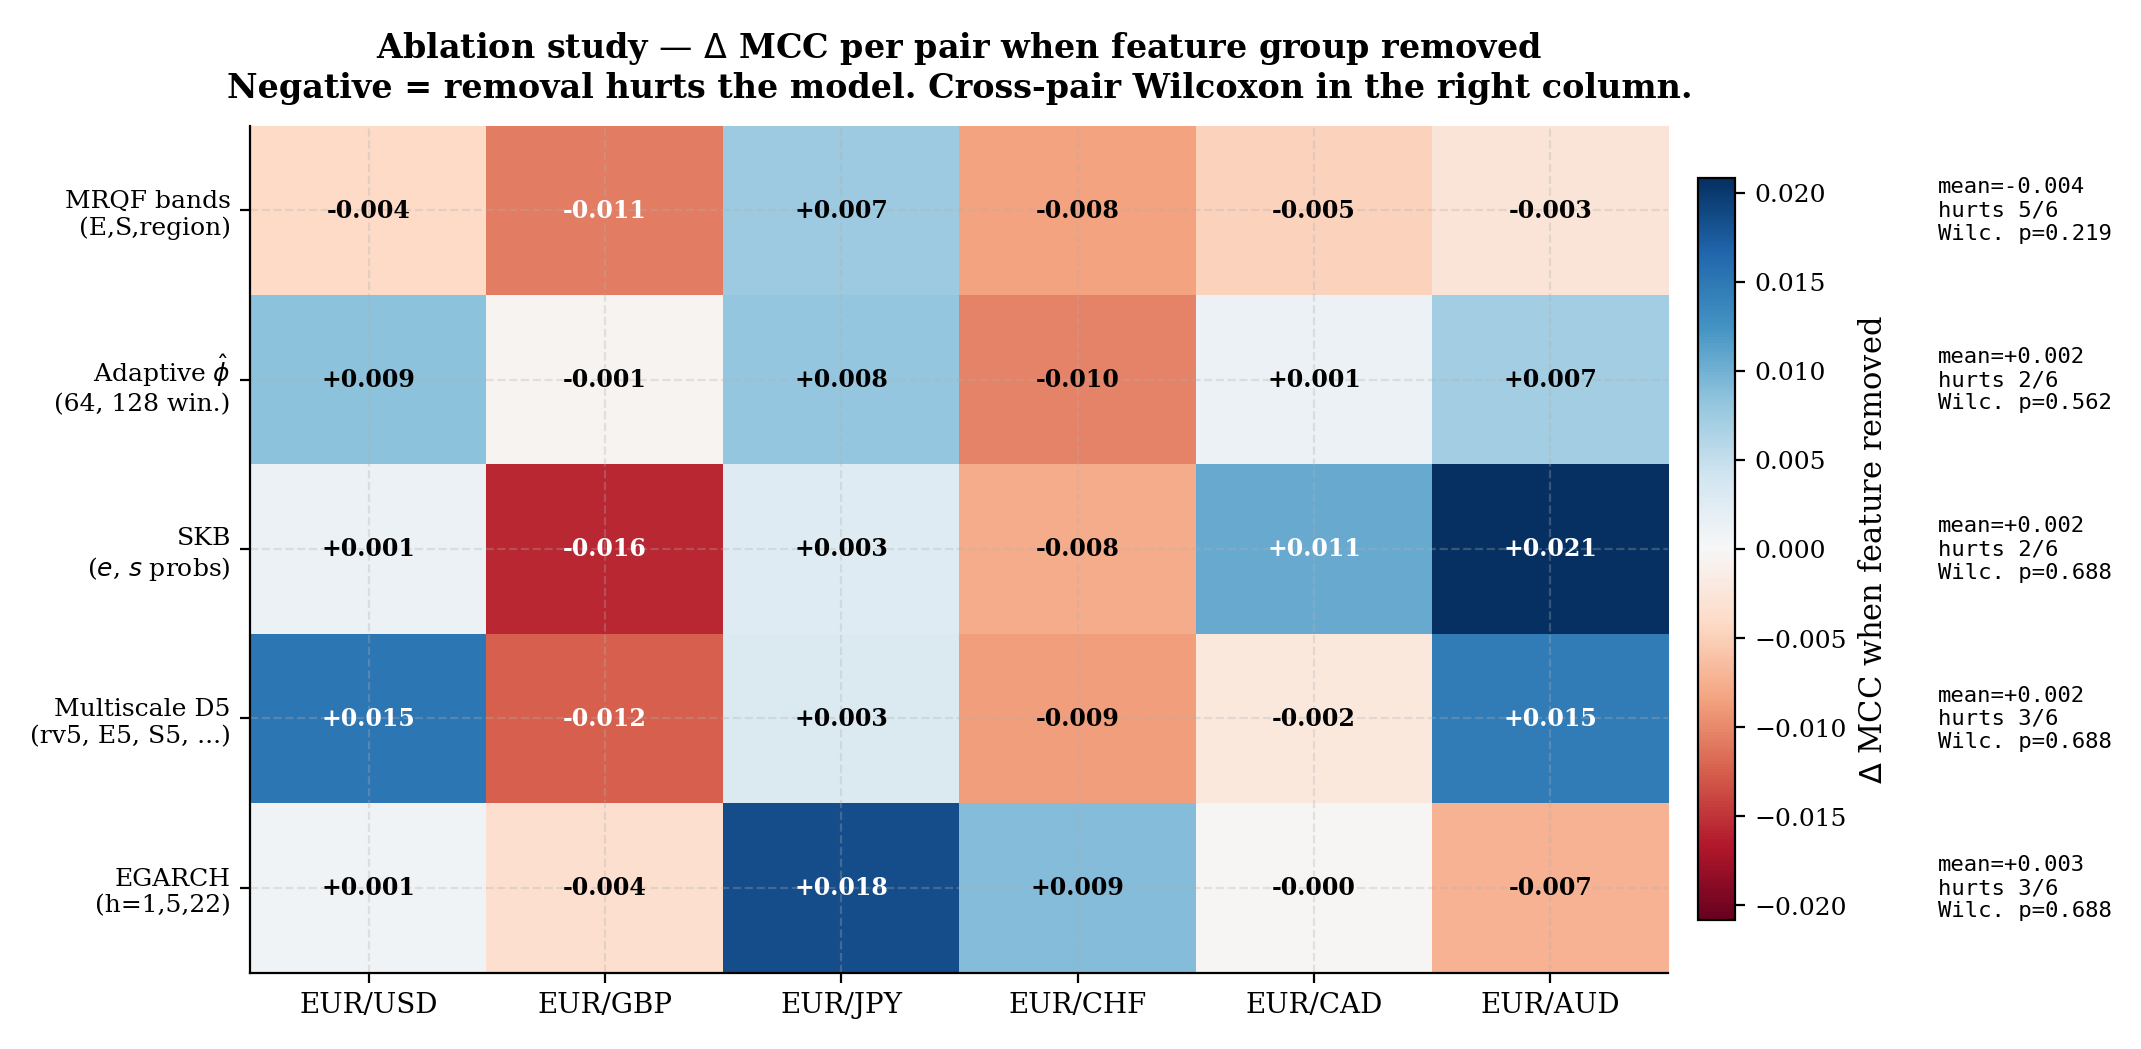 Ablation study — Δ MCC per pair when feature group removed
Negative = removal hurts the model. Cross-pair Wilcoxon in the right column.
MRQF bands
(E,S,region)
-0.004 -0.011 +0.007 -0.008 -0.005 -0.003
mean=-0.004
hurts 5/6
Wilc. p=0.219
Adaptive ϕ̂
(64, 128 win.)
+0.009 -0.001 +0.008 -0.010 +0.001 +0.007
mean=+0.002
hurts 2/6
Wilc. p=0.562
SKB
(e, s probs)
+0.001 -0.016 +0.003 -0.008 +0.011 +0.021
mean=+0.002
hurts 2/6
Wilc. p=0.688
Multiscale D5
(rv5, E5, S5, ...)
+0.015 -0.012 +0.003 -0.009 -0.002 +0.015
mean=+0.002
hurts 3/6
Wilc. p=0.688
EGARCH
(h=1,5,22)
+0.001 -0.004 +0.018 +0.009 -0.000 -0.007
mean=+0.003
hurts 3/6
Wilc. p=0.688
EUR/USD EUR/GBP EUR/JPY EUR/CHF EUR/CAD EUR/AUD
0.020
0.015
0.010
0.005
0.000
−0.005
−0.010
−0.015
−0.020
Δ MCC when feature removed